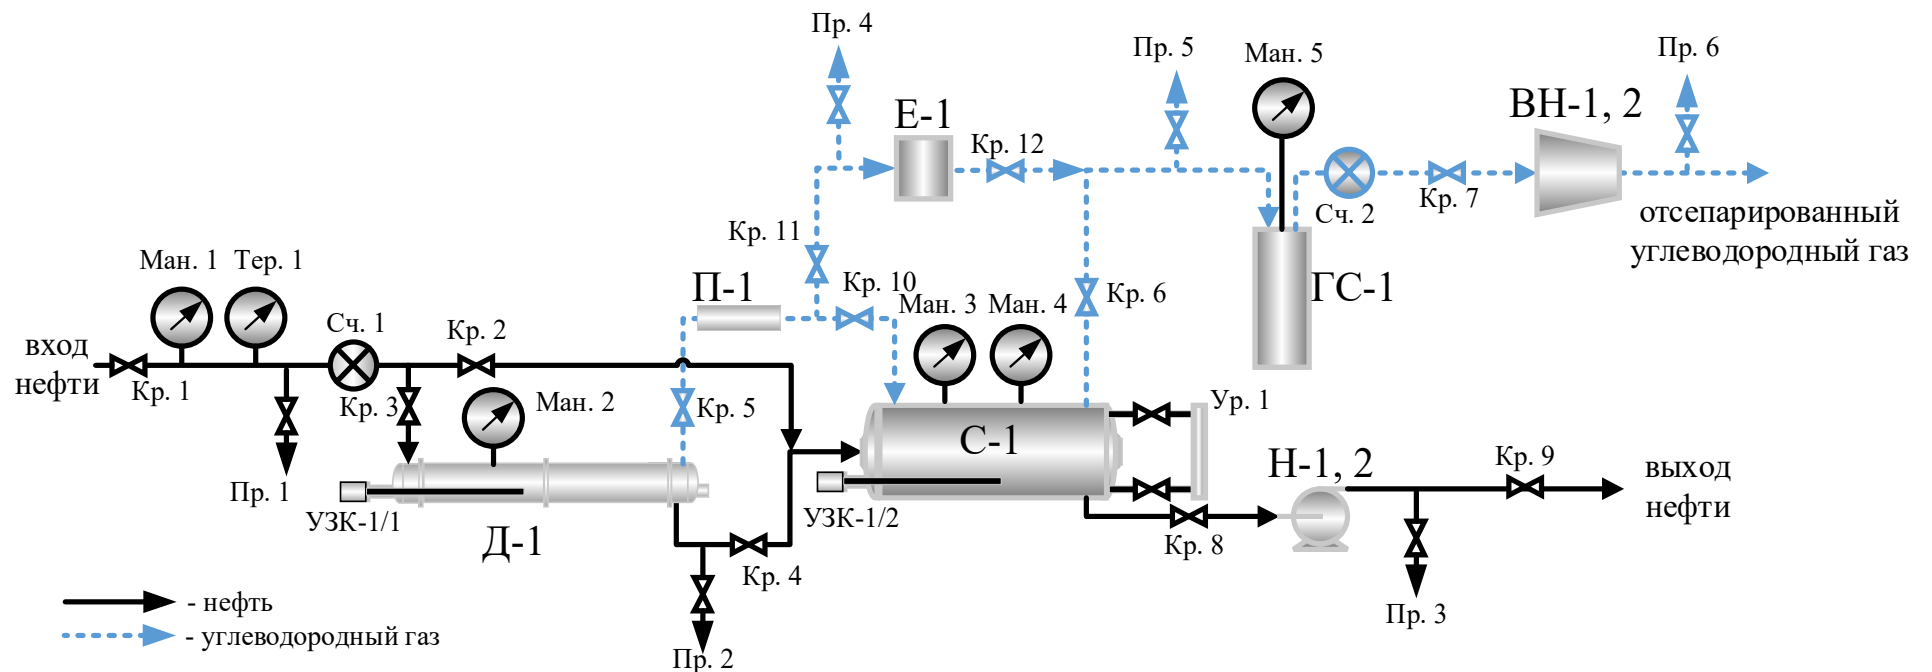 Пр. 4
Пр. 5
Ман. 5
Пр. 6
Е-1
Кр. 12
ВН-1, 2
Кр. 11
Сч. 2
Кр. 7
отсепарированный
углеводородный газ
Ман. 1
Тер. 1
П-1
Кр. 10
Ман. 3
Ман. 4
Кр. 6
ГС-1
вход
нефти
Кр. 1
Сч. 1
Кр. 2
Кр. 3
Ман. 2
Кр. 5
Ур. 1
С-1
Пр. 1
УЗК-1/1
Д-1
УЗК-1/2
Н-1, 2
Кр. 9
выход
нефти
Кр. 4
Кр. 8
Пр. 3
- нефть
- углеводородный газ
Пр. 2